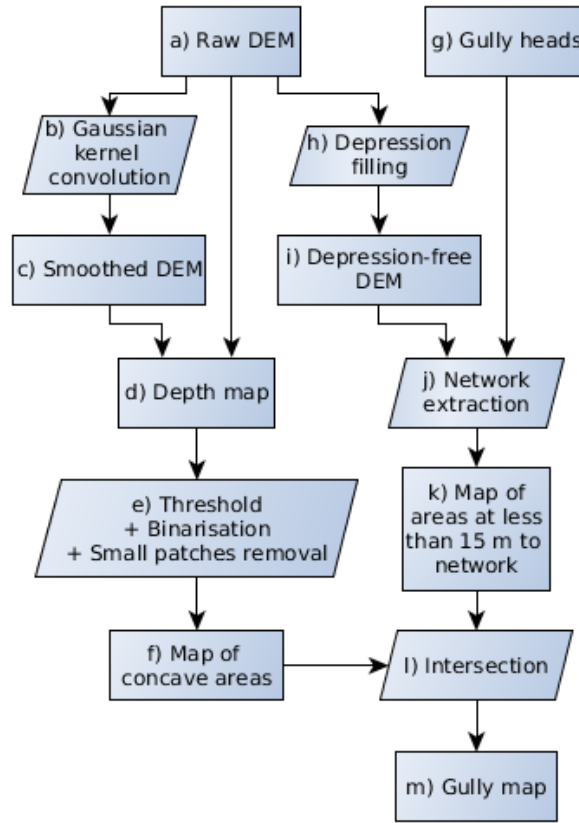 a) Raw DEM
g) Gully heads
b) Gaussian
kernel
convolution
h) Depression
filling
c) Smoothed DEM
i) Depression-free
DEM
d) Depth map
j) Network
extraction
e) Threshold
+ Binarisation
+ Small patches removal
k) Map of
areas at less
than 15 m to
network
f) Map of
concave areas
l) Intersection
m) Gully map